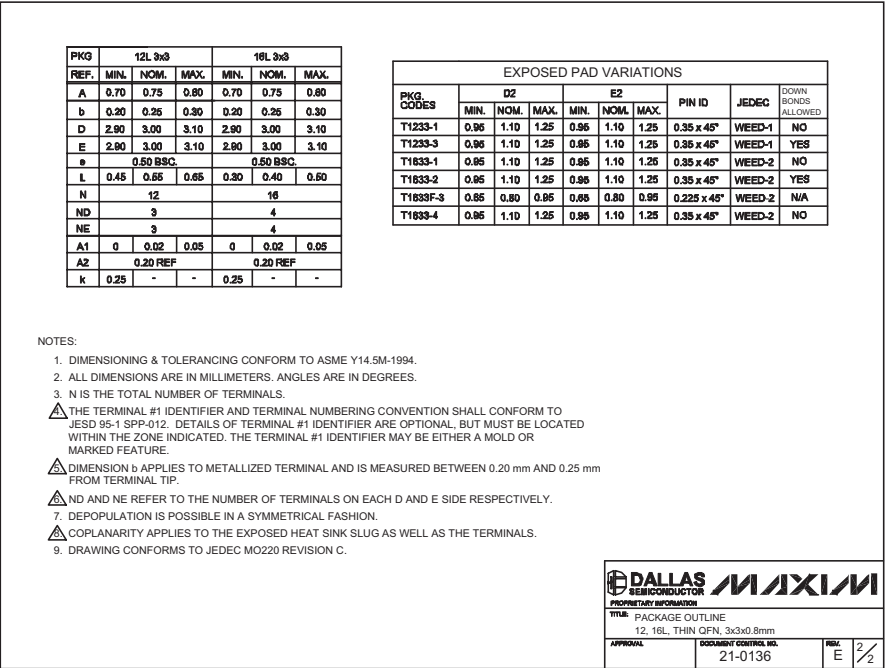 PKG 12L 3x3 16L 3x3
REF. MIN. NOM. MAX. MIN. NOM. MAX.
A 0.70 0.75 0.80 0.70 0.75 0.80
b 0.20 0.25 0.30 0.20 0.25 0.30
D 2.90 3.00 3.10 2.90 3.00 3.10
E 2.90 3.00 3.10 2.90 3.00 3.10
e 0.50 BSC. 0.50 BSC.
L 0.45 0.55 0.65 0.30 0.40 0.50
N 12 16
ND 3 4
NE 3 4
A1 0 0.02 0.05 0 0.02 0.05
A2 0.20 REF 0.20 REF
k 0.25 - - 0.25 - -
EXPOSED PAD VARIATIONS
PKG. CODES D2 E2 PIN ID JEDEC DOWN BONDS ALLOWED
MIN. NOM. MAX. MIN. NOM. MAX.
T1233-1 0.95 1.10 1.25 0.95 1.10 1.25 0.35 x 45° WEED-1 NO
T1233-3 0.95 1.10 1.25 0.95 1.10 1.25 0.35 x 45° WEED-1 YES
T1633-1 0.95 1.10 1.25 0.95 1.10 1.25 0.35 x 45° WEED-2 NO
T1633-2 0.95 1.10 1.25 0.95 1.10 1.25 0.35 x 45° WEED-2 YES
T1633F-3 0.65 0.80 0.95 0.65 0.80 0.95 0.225 x 45° WEED-2 N/A
T1633-4 0.95 1.10 1.25 0.95 1.10 1.25 0.35 x 45° WEED-2 NO
NOTES:
1. DIMENSIONING & TOLERANCING CONFORM TO ASME Y14.5M-1994.
2. ALL DIMENSIONS ARE IN MILLIMETERS. ANGLES ARE IN DEGREES.
3. N IS THE TOTAL NUMBER OF TERMINALS.
4. THE TERMINAL #1 IDENTIFIER AND TERMINAL NUMBERING CONVENTION SHALL CONFORM TO
JESD 95-1 SPP-012. DETAILS OF TERMINAL #1 IDENTIFIER ARE OPTIONAL, BUT MUST BE LOCATED
WITHIN THE ZONE INDICATED. THE TERMINAL #1 IDENTIFIER MAY BE EITHER A MOLD OR
MARKED FEATURE.
5. DIMENSION b APPLIES TO METALLIZED TERMINAL AND IS MEASURED BETWEEN 0.20 mm AND 0.25 mm
FROM TERMINAL TIP.
6. ND AND NE REFER TO THE NUMBER OF TERMINALS ON EACH D AND E SIDE RESPECTIVELY.
7. DEPOPULATION IS POSSIBLE IN A SYMMETRICAL FASHION.
8. COPLANARITY APPLIES TO THE EXPOSED HEAT SINK SLUG AS WELL AS THE TERMINALS.
9. DRAWING CONFORMS TO JEDEC MO220 REVISION C.
DALLAS SEMICONDUCTOR MAXIM
PROPRIETARY INFORMATION
TITLE: PACKAGE OUTLINE
12, 16L, THIN QFN, 3x3x0.8mm
APPROVAL DOCUMENT CONTROL NO. REV.
21-0136 E 2/2